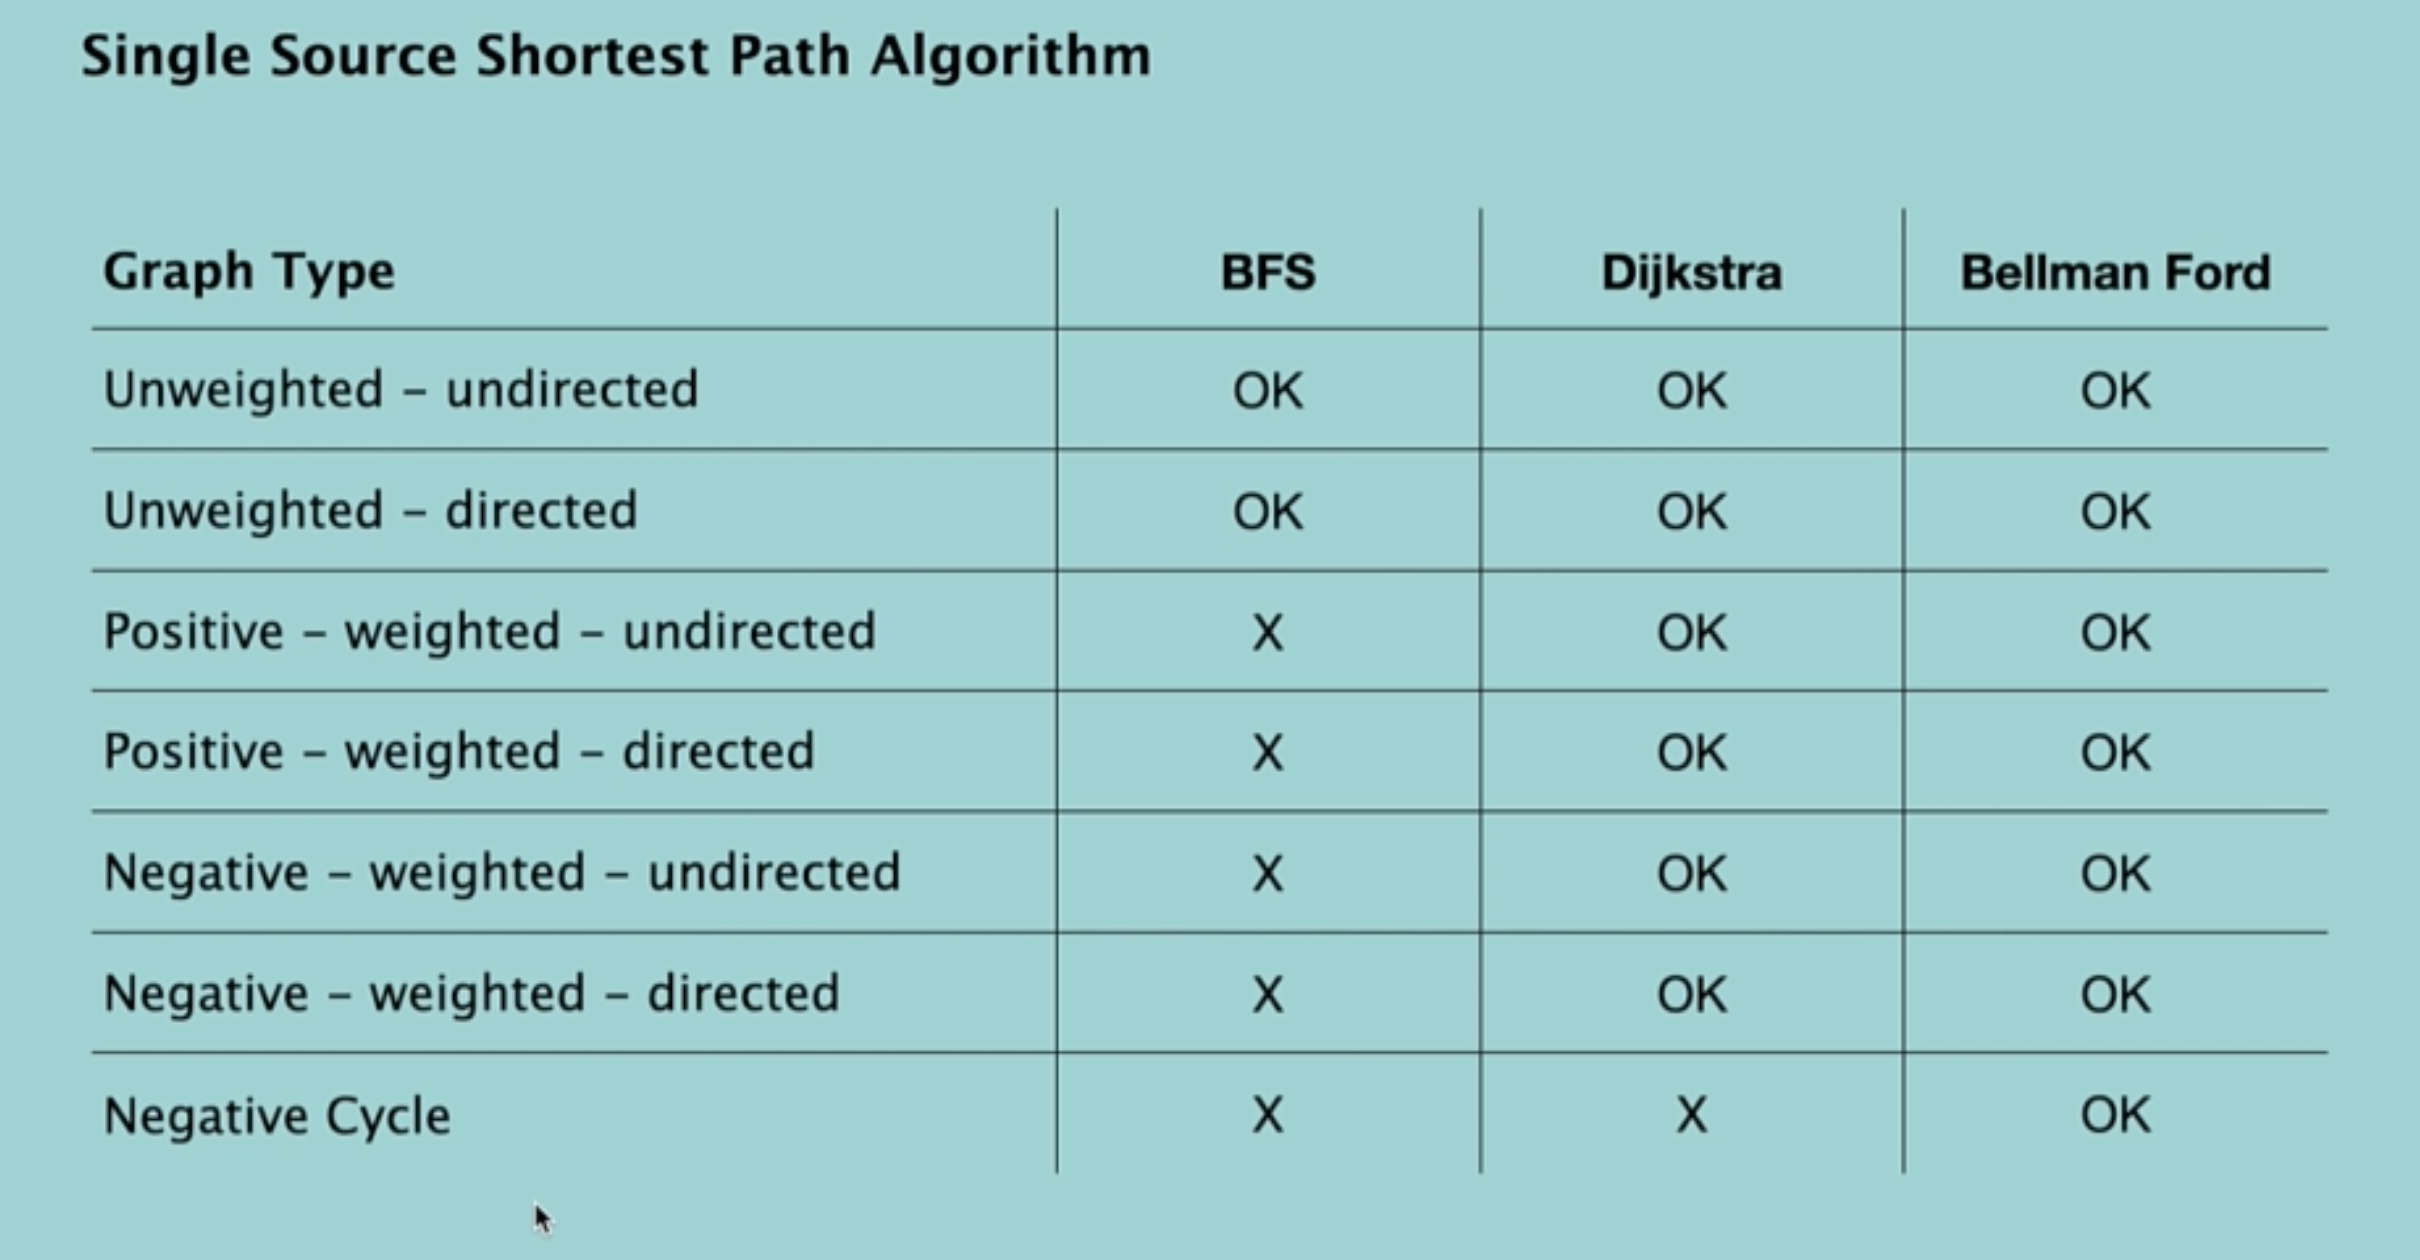 Single Source Shortest Path Algorithm
Graph Type BFS Dijkstra Bellman Ford
Unweighted – undirected OK OK OK
Unweighted – directed OK OK OK
Positive – weighted – undirected X OK OK
Positive – weighted – directed X OK OK
Negative – weighted – undirected X OK OK
Negative – weighted – directed X OK OK
Negative Cycle X X OK